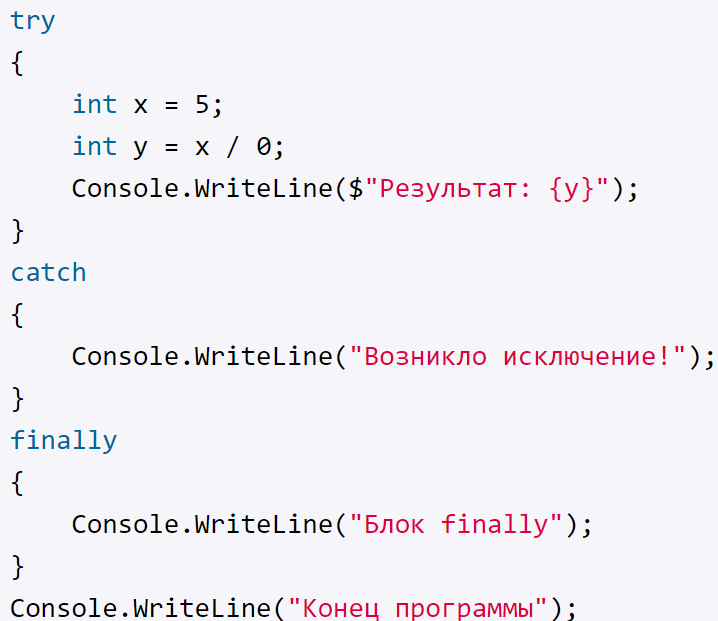 try
{
    int x = 5;
    int y = x / 0;
    Console.WriteLine($"Результат: {y}");
}
catch
{
    Console.WriteLine("Возникло исключение!");
}
finally
{
    Console.WriteLine("Блок finally");
}
Console.WriteLine("Конец программы");